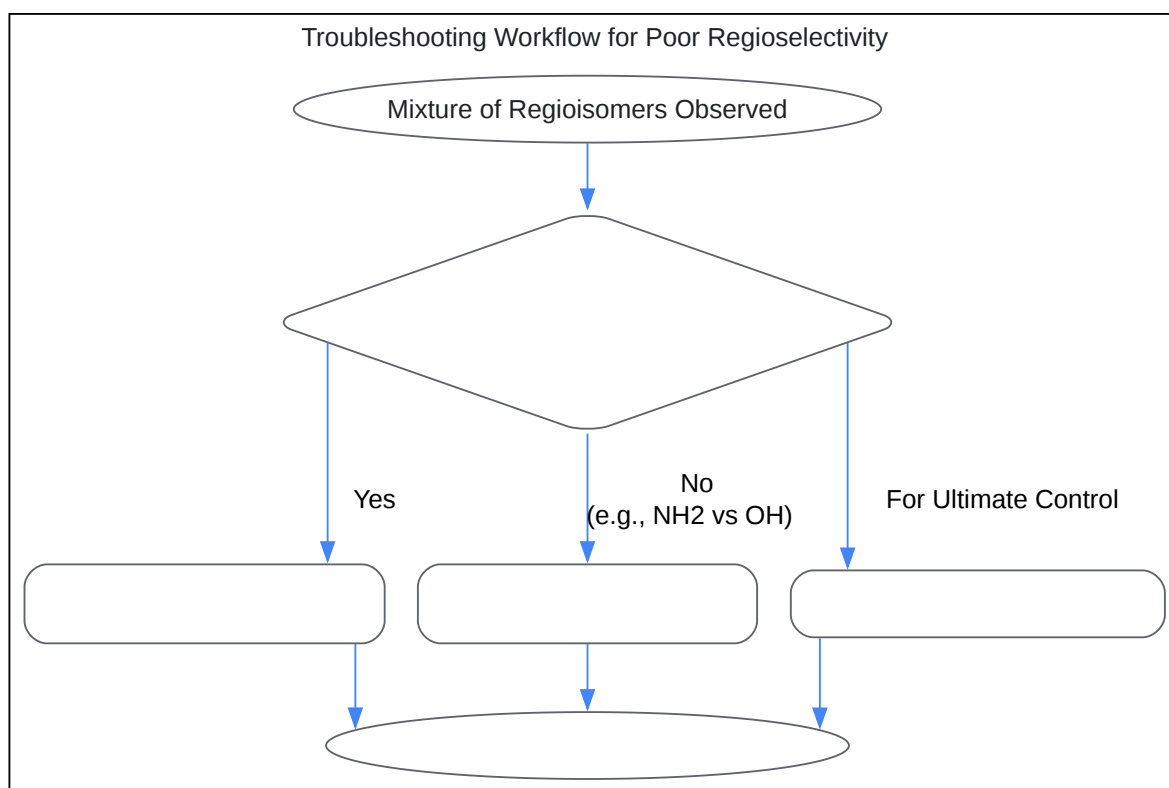 Troubleshooting Workflow for Poor Regioselectivity
Mixture of Regioisomers Observed
Yes
No
(e.g., NH2 vs OH)
For Ultimate Control